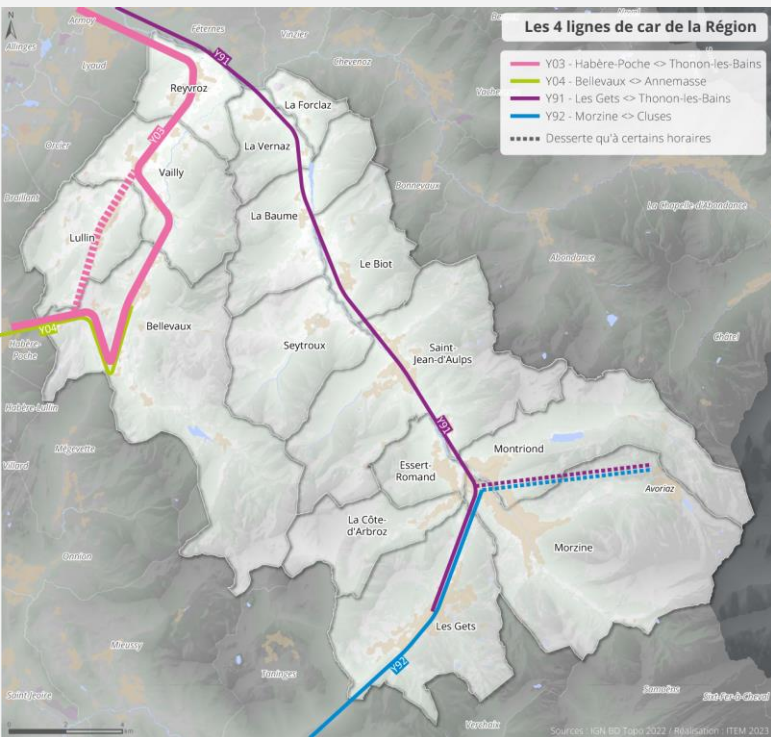 Les 4 lignes de car de la Région
Y03 - Habère-Poche <> Thonon-les-Bains
Y04 - Bellevaux <> Annemasse
Y91 - Les Gets <> Thonon-les-Bains
Y92 - Morzine <> Cluses
Desserte qu'à certains horaires
N
Armoy
Féternes
Vinzier
Allinges
Lyaud
Y91
Chevenoz
Reyvroz
La Forclaz
Y03
La Vernaz
Orcier
Vailly
Bonnevaux
Draillant
La Chapelle-d'Abondance
La Baume
Lullin
Le Biot
Abondance
Y04
Bellevaux
Châtel
Habère-
Poche
Seytroux
Saint-
Jean-d'Aulps
Habère-Lullin
Y91
Mégevette
Montriond
Villard
Essert-
Romand
Avoriaz
La Côte-
d'Arbroz
Morzine
Onnion
Les Gets
Mieussy
Y92
Taninges
Samoëns
Saint-Jeoire
Sixt-Fer-à-Cheval
Verchaix
0 2 4
km
Sources : IGN BD Topo 2022 / Réalisation : ITEM 2023